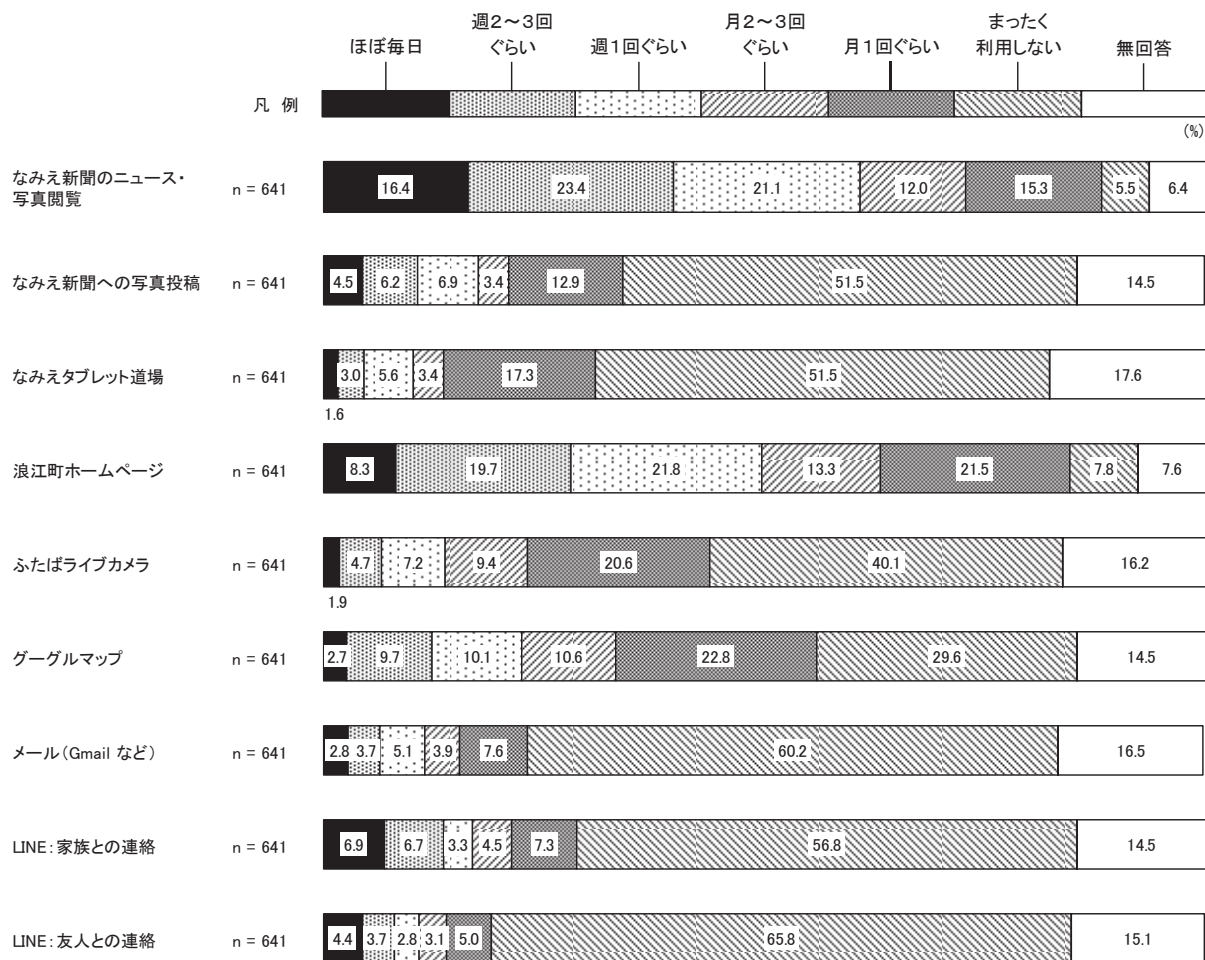 ほぼ毎日
週2～3回
ぐらい
週1回ぐらい
月2～3回
ぐらい
月1回ぐらい
まったく
利用しない
無回答
凡 例
(%)
なみえ新聞のニュース・
写真閲覧
n = 641
16.4 23.4 21.1 12.0 15.3 5.5 6.4
なみえ新聞への写真投稿 n = 641 4.5 6.2 6.9 3.4 12.9 51.5 14.5
なみえタブレット道場 n = 641 3.0 5.6 3.4 17.3 51.5 17.6
1.6
浪江町ホームページ n = 641 8.3 19.7 21.8 13.3 21.5 7.8 7.6
ふたばライブカメラ n = 641 4.7 7.2 9.4 20.6 40.1 16.2
1.9
グーグルマップ n = 641 2.7 9.7 10.1 10.6 22.8 29.6 14.5
メール（Gmail など） n = 641 2.8 3.7 5.1 3.9 7.6 60.2 16.5
LINE：家族との連絡 n = 641 6.9 6.7 3.3 4.5 7.3 56.8 14.5
LINE：友人との連絡 n = 641 4.4 3.7 2.8 3.1 5.0 65.8 15.1